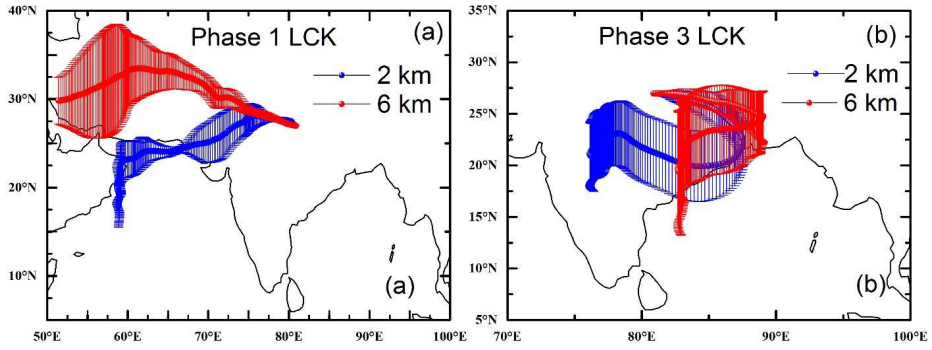 Phase 1 LCK
(a)
2 km
6 km
40°N
30°N
20°N
10°N
(a)
50°E 60°E 70°E 80°E 90°E 100°E
Phase 3 LCK
(b)
2 km
6 km
35°N
30°N
25°N
20°N
15°N
10°N
5°N
(b)
70°E 80°E 90°E 100°E